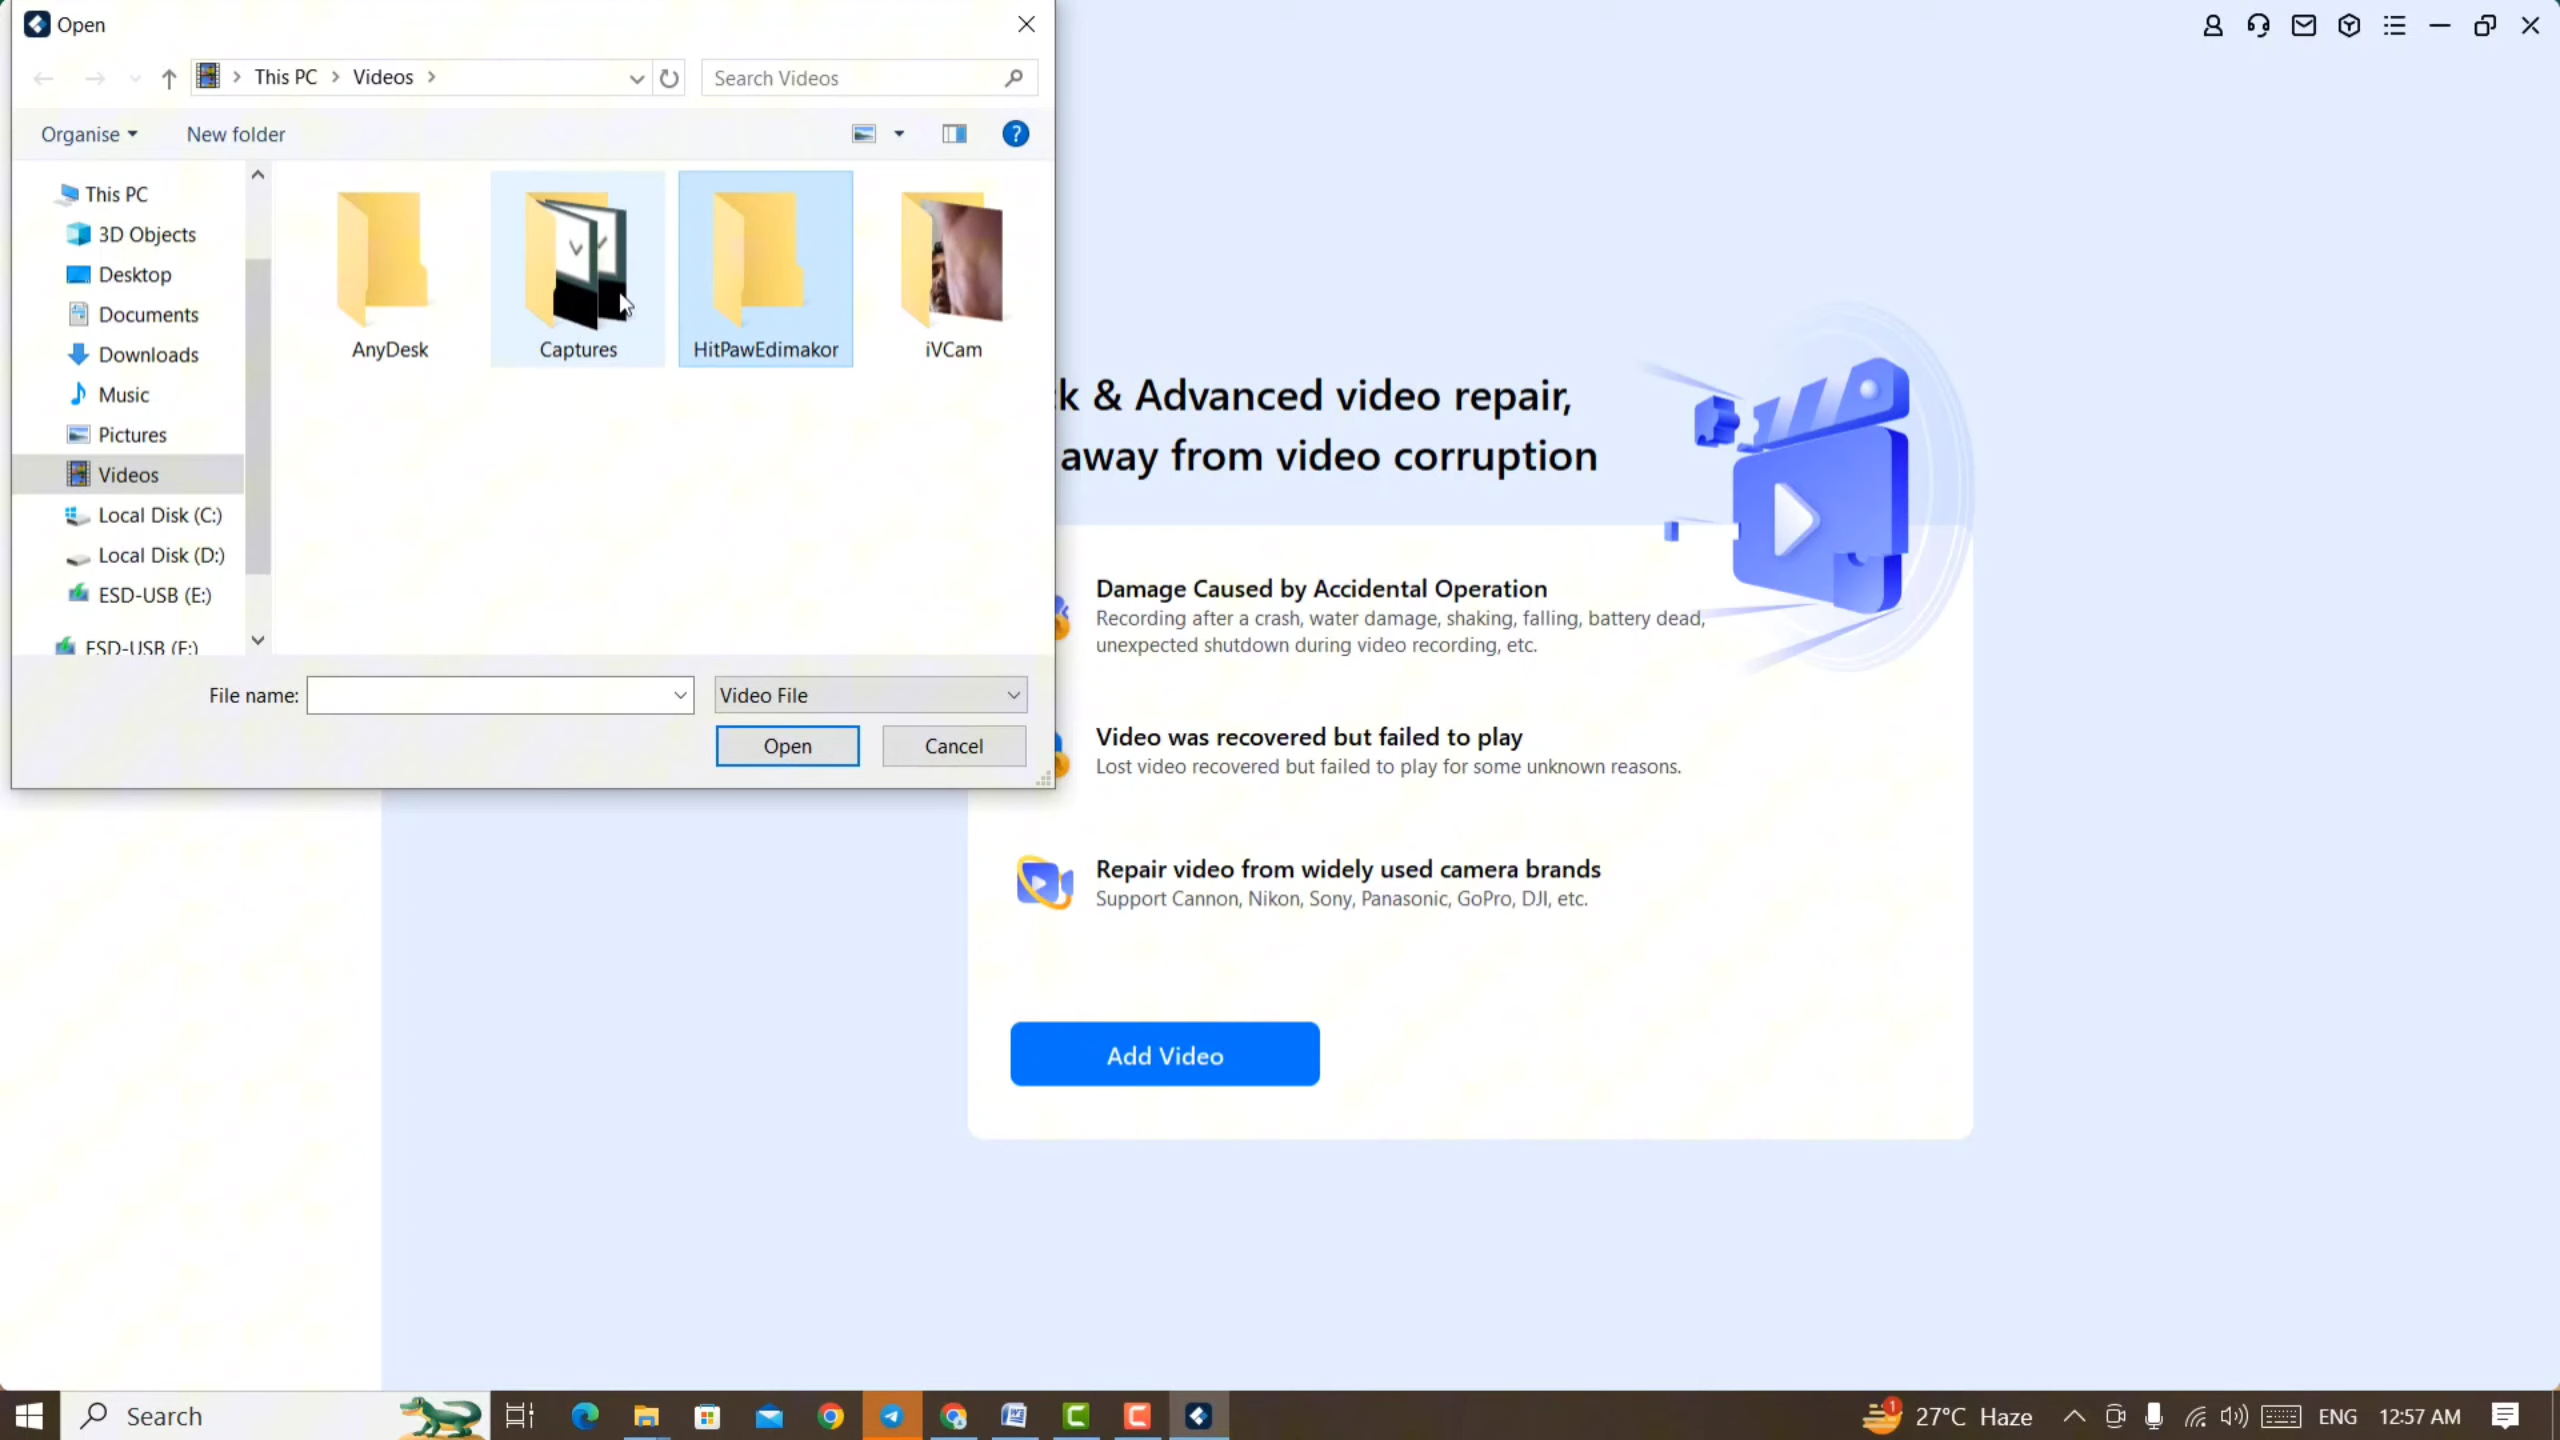 Open
This PC
Videos
Search Videos
Organise
New folder
?
This PC
3D Objects
Desktop
Documents
Downloads
Music
Pictures
Videos
Local Disk (C:)
Local Disk (D:)
ESD-USB (E:)
ESD-USB (F:)
AnyDesk
Captures
HitPawEdimakor
iVCam
File name:
Video File
Open
Cancel
k & Advanced video repair,
away from video corruption
Damage Caused by Accidental Operation
Recording after a crash, water damage, shaking, falling, battery dead,
unexpected shutdown during video recording, etc.
Video was recovered but failed to play
Lost video recovered but failed to play for some unknown reasons.
Repair video from widely used camera brands
Support Cannon, Nikon, Sony, Panasonic, GoPro, DJI, etc.
Add Video
Search
1
27°C Haze
ENG
12:57 AM